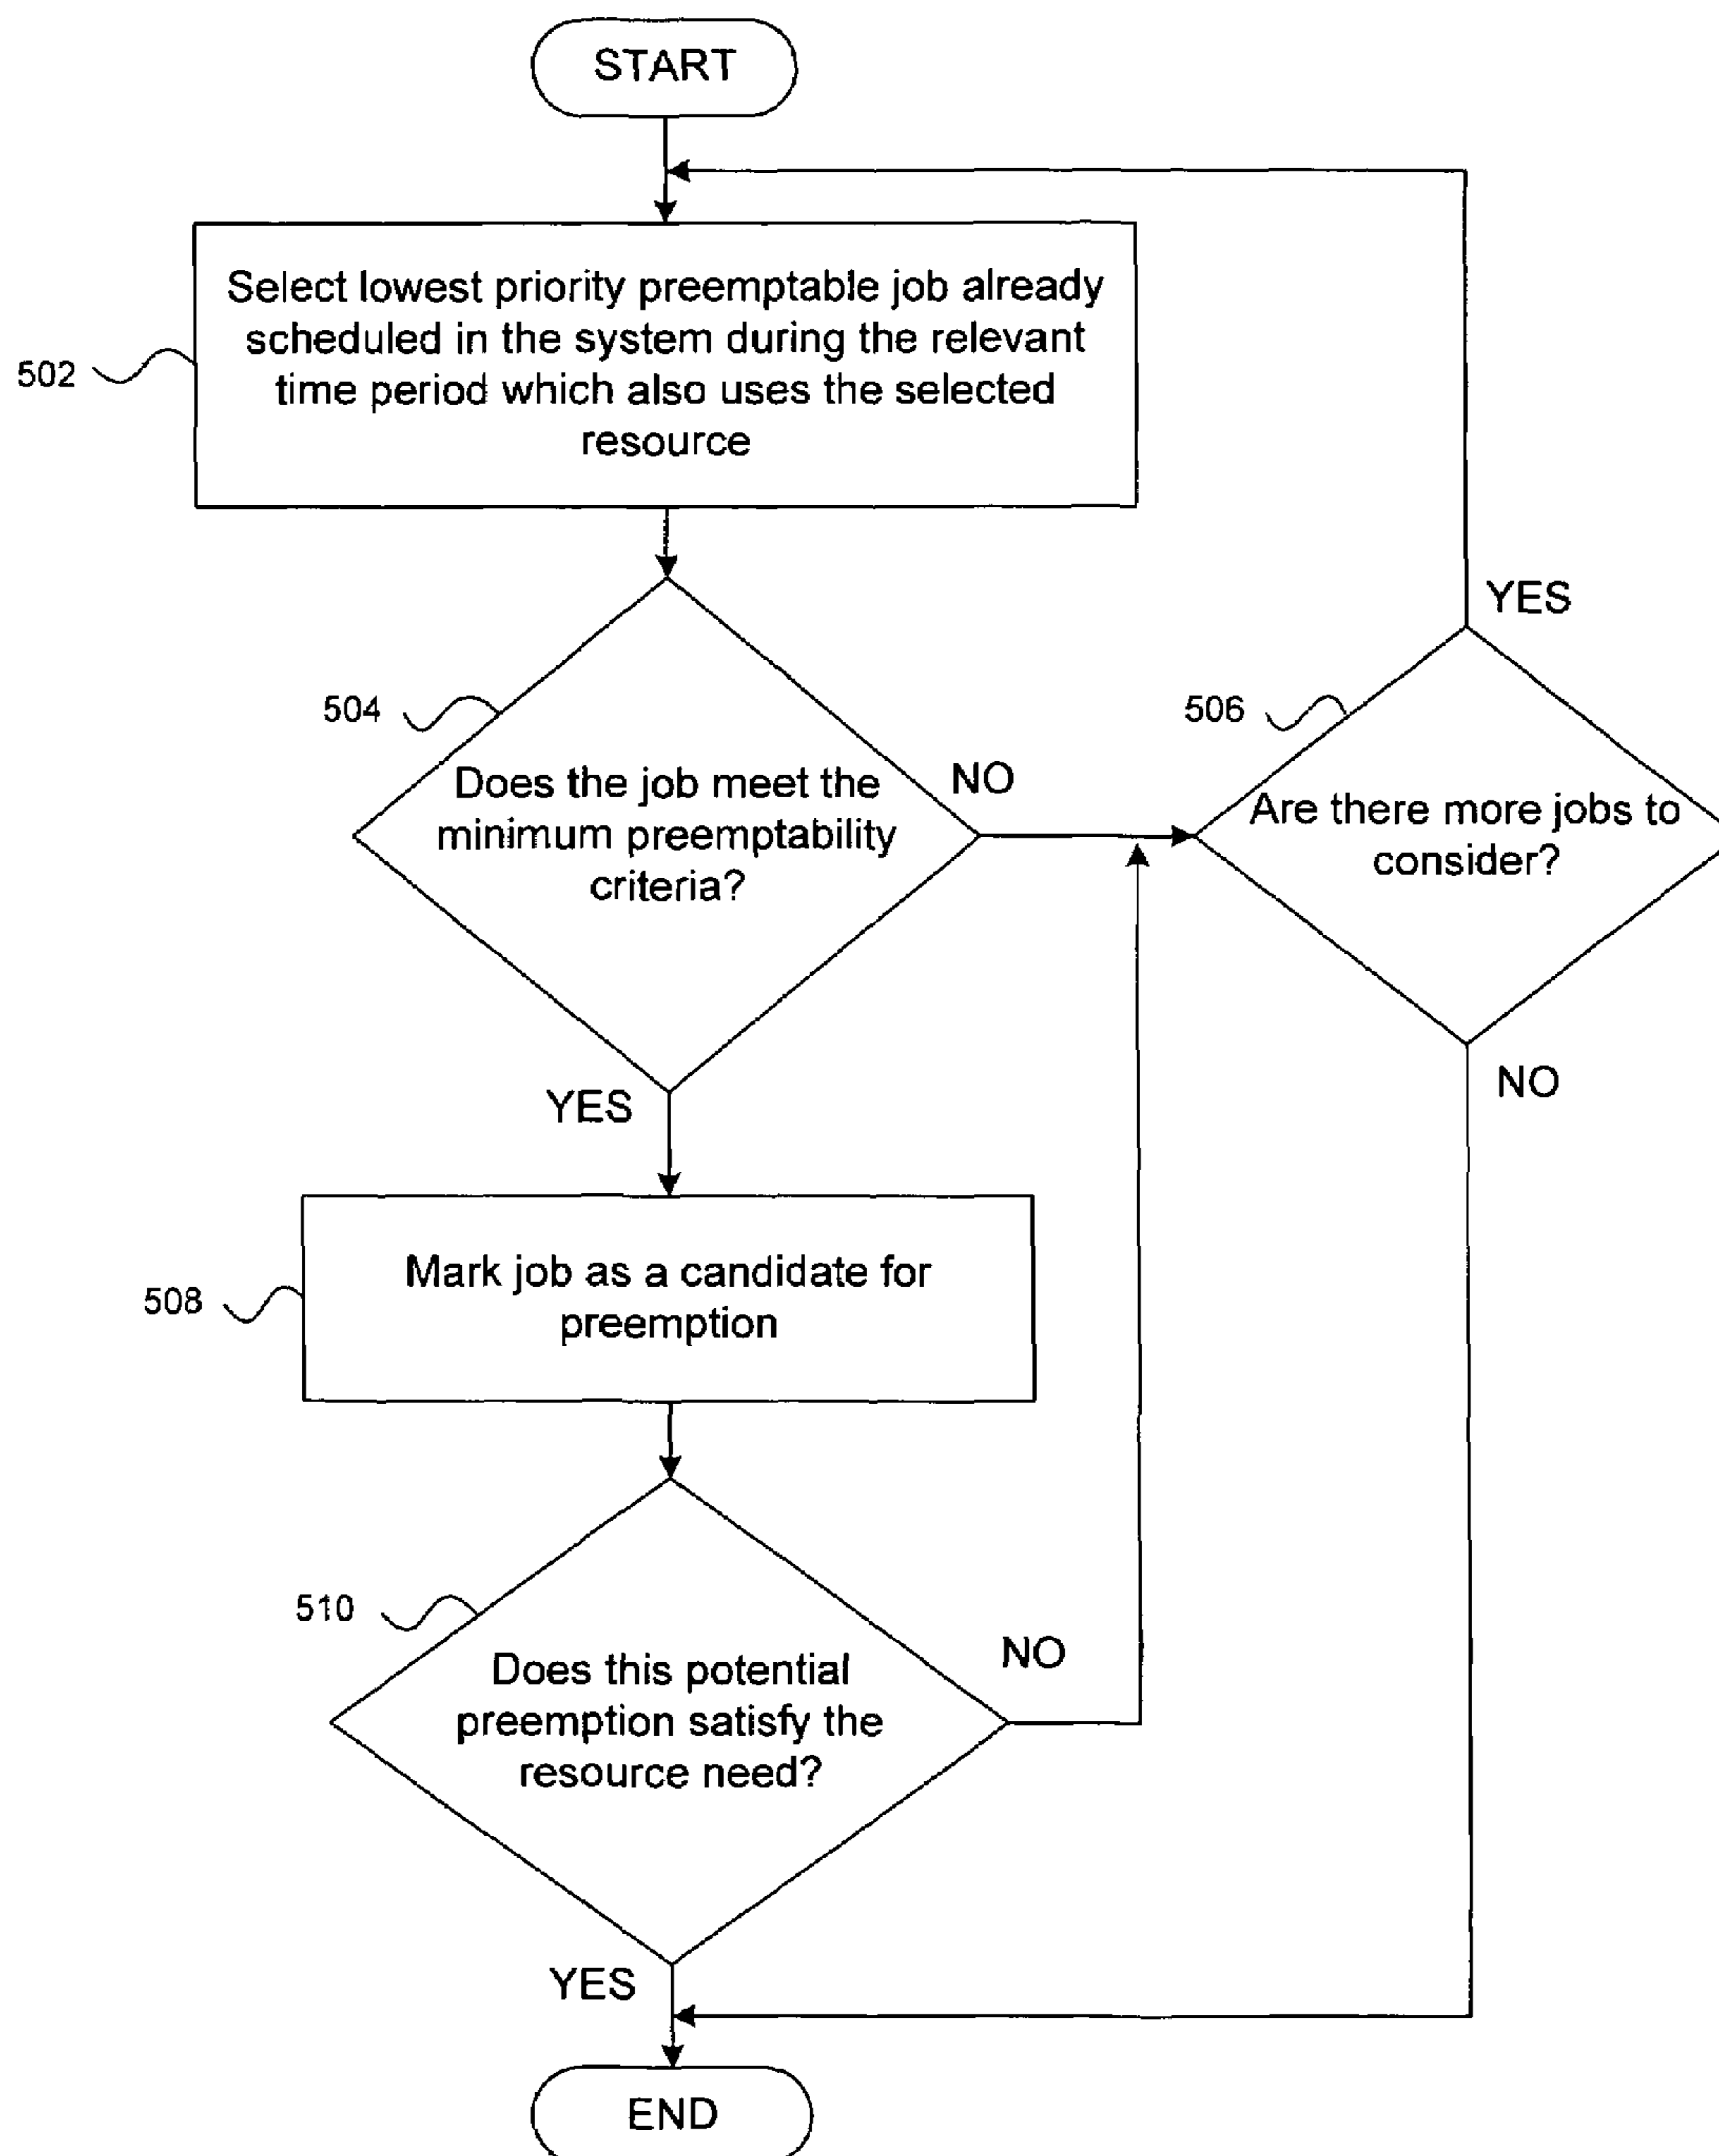 START
Select lowest priority preemptable job already
scheduled in the system during the relevant
time period which also uses the selected
resource
502
YES
504
506
Does the job meet the
minimum preemptability
criteria?
NO
Are there more jobs to
consider?
YES
NO
Mark job as a candidate for
preemption
508
510
Does this potential
preemption satisfy the
resource need?
NO
YES
END